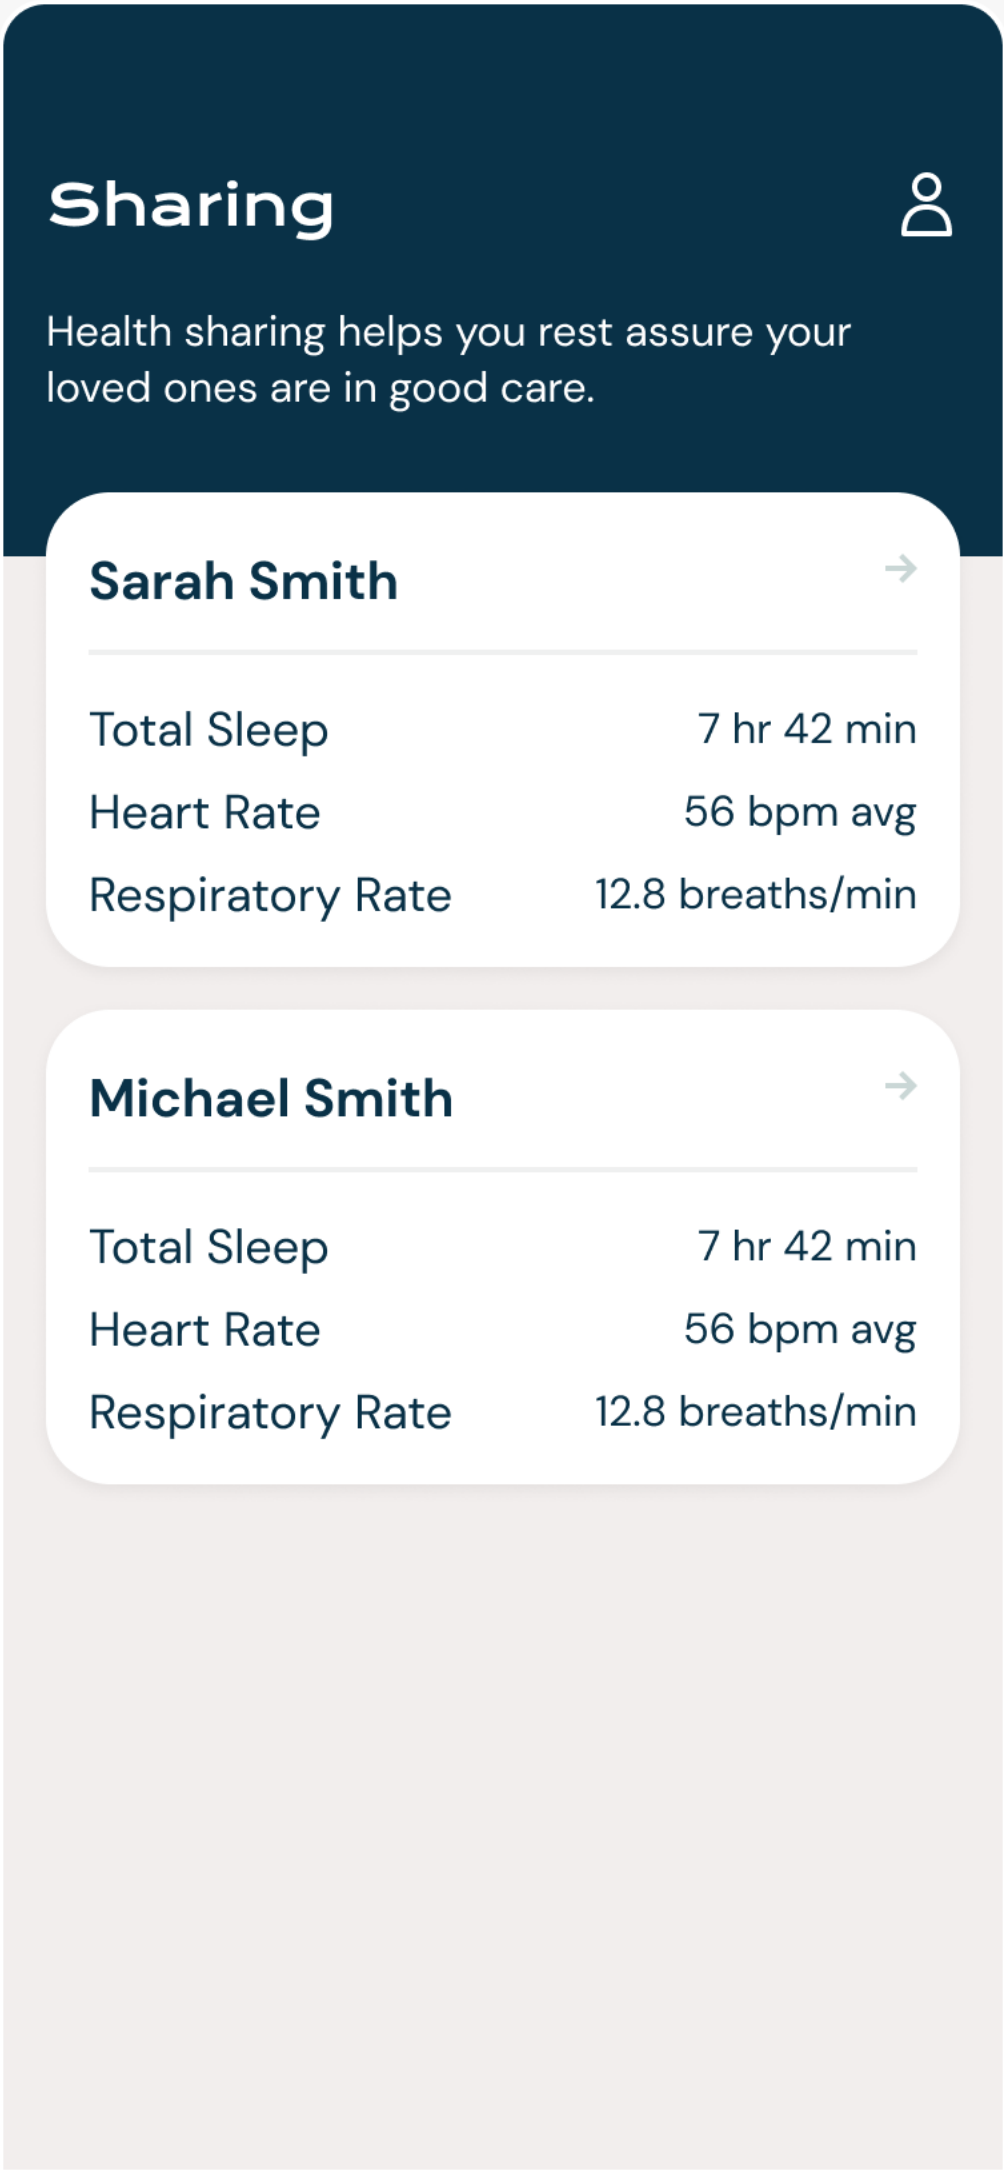 Sharing
Health sharing helps you rest assure your
loved ones are in good care.
Sarah Smith
Total Sleep 7 hr 42 min
Heart Rate 56 bpm avg
Respiratory Rate 12.8 breaths/min
Michael Smith
Total Sleep 7 hr 42 min
Heart Rate 56 bpm avg
Respiratory Rate 12.8 breaths/min